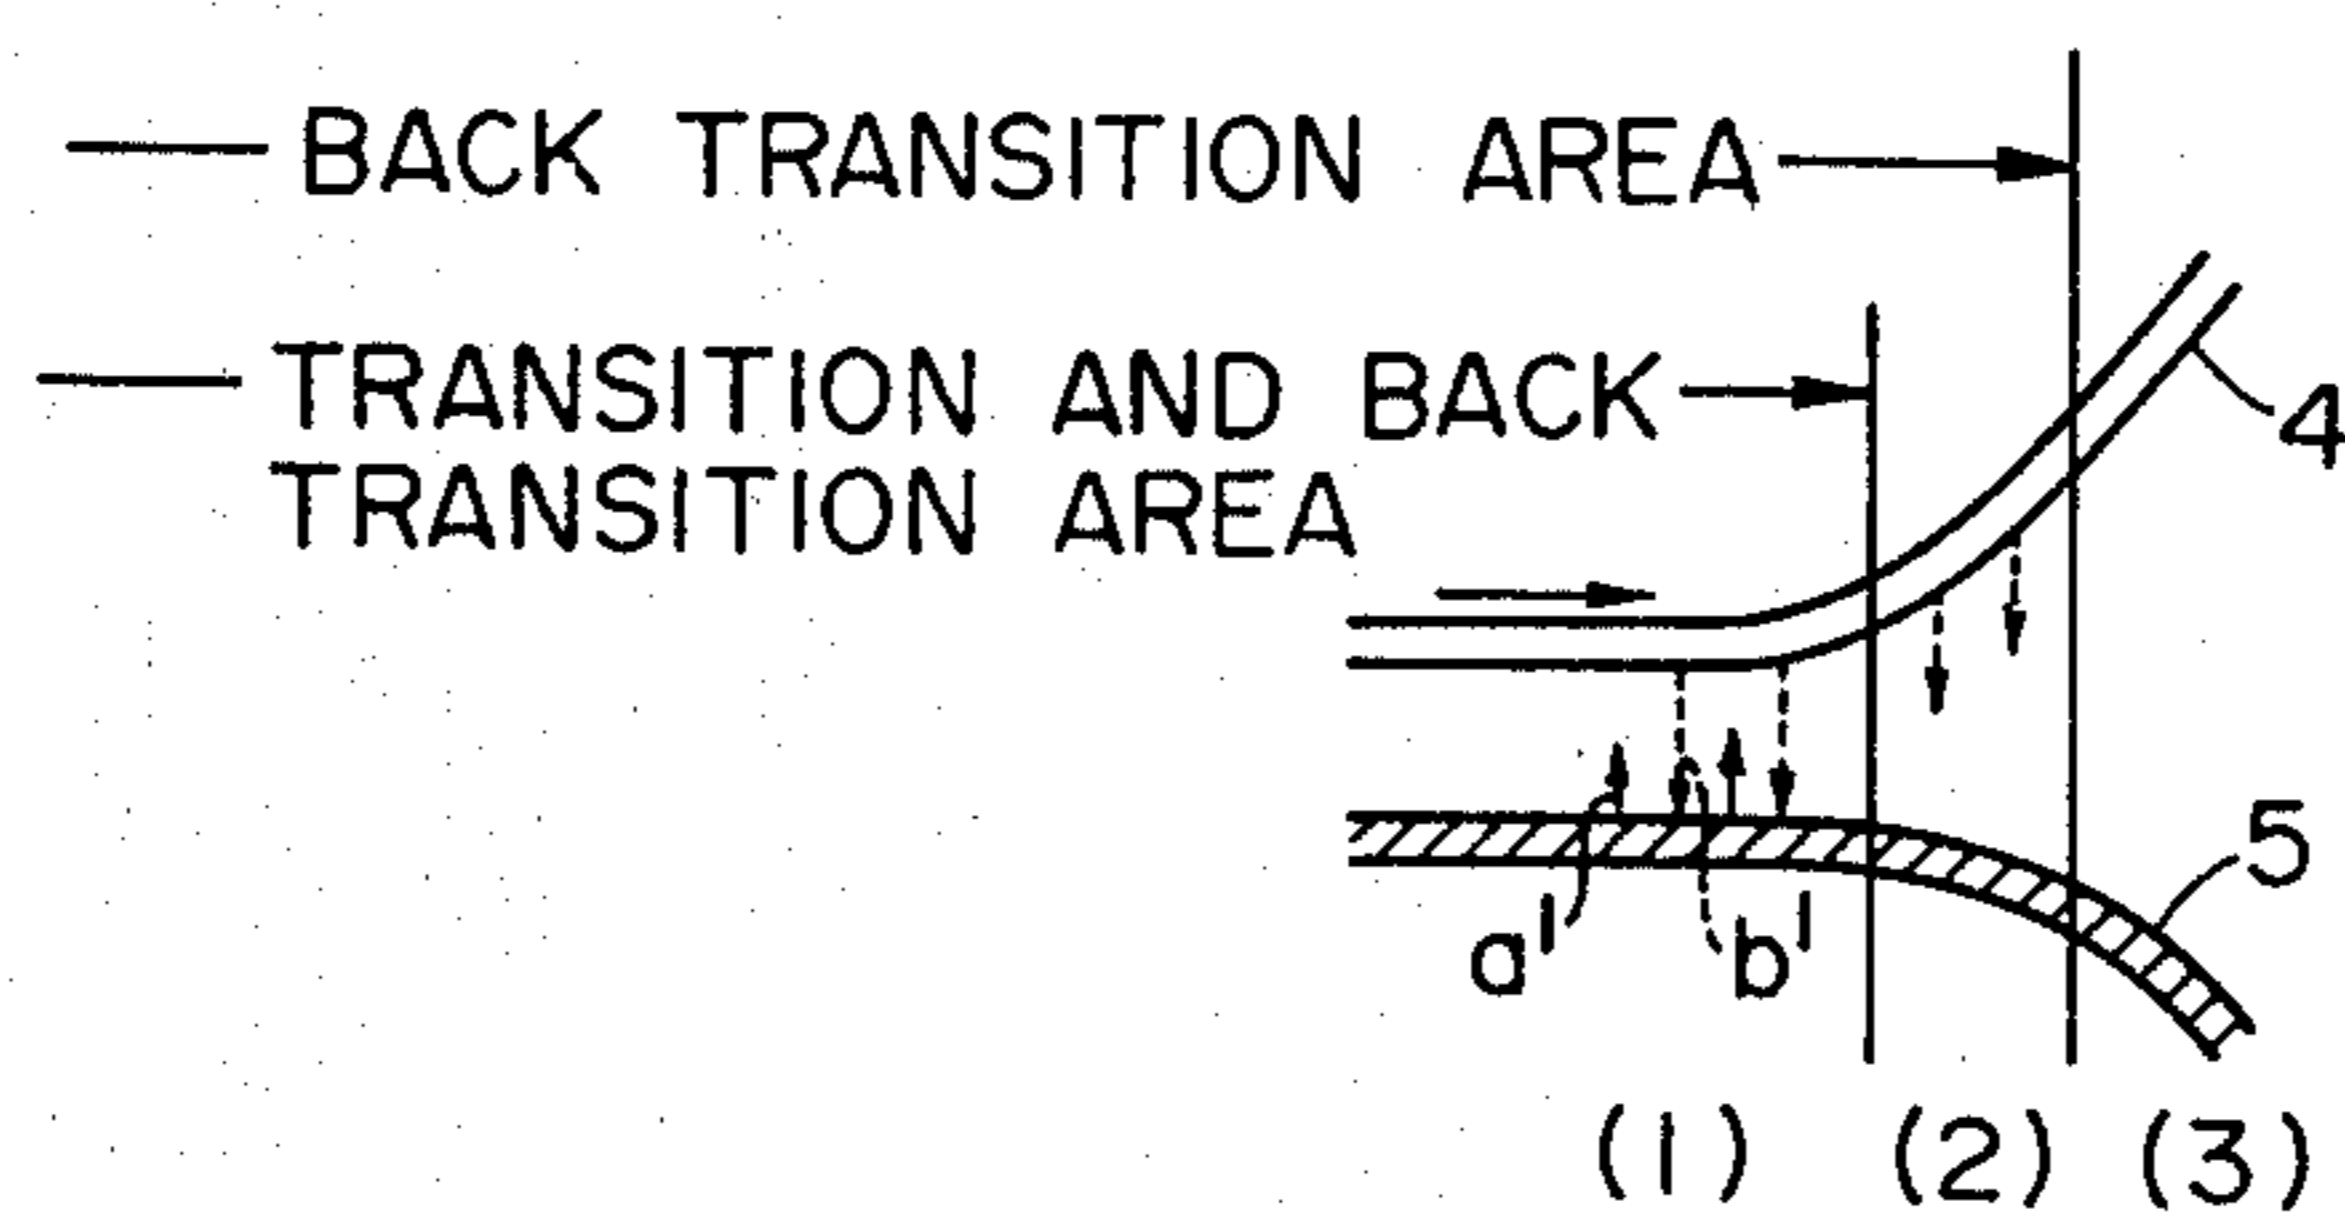 BACK TRANSITION AREA
TRANSITION AND BACK
TRANSITION AREA
4
5
a'
b'
(1) (2) (3)